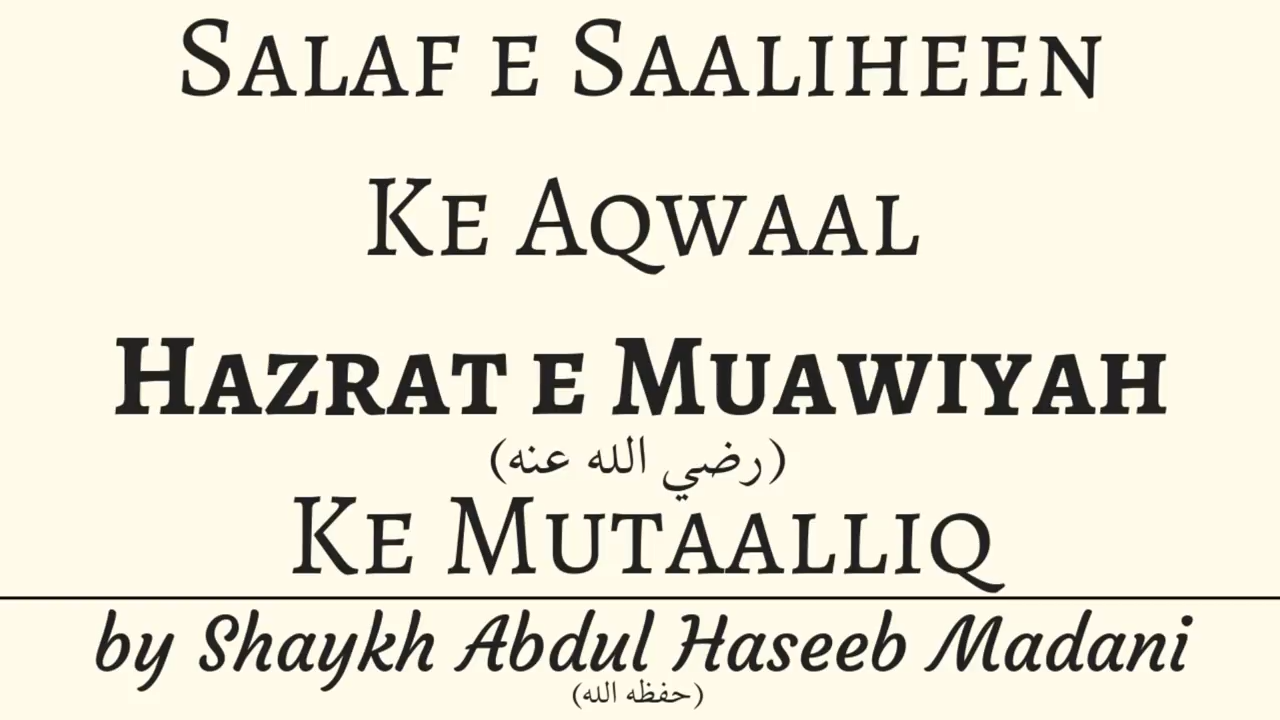 Salaf e Saaliheen
Ke Aqwaal
Hazrat e Muawiyah
(رضي الله عنه)
Ke Mutaalliq
by Shaykh Abdul Haseeb Madani
(حفظه الله)